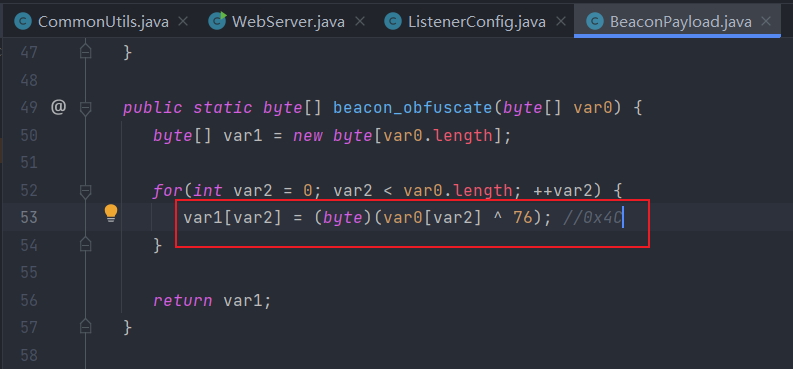 CommonUtils.java × WebServer.java × ListenerConfig.java × BeaconPayload.java ×
47 }
48
49 @ public static byte[] beacon_obfuscate(byte[] var0) {
50 byte[] var1 = new byte[var0.length];
51
52 for(int var2 = 0; var2 < var0.length; ++var2) {
53 var1[var2] = (byte)(var0[var2] ^ 76); //0x4C
54 }
55
56 return var1;
57 }
58